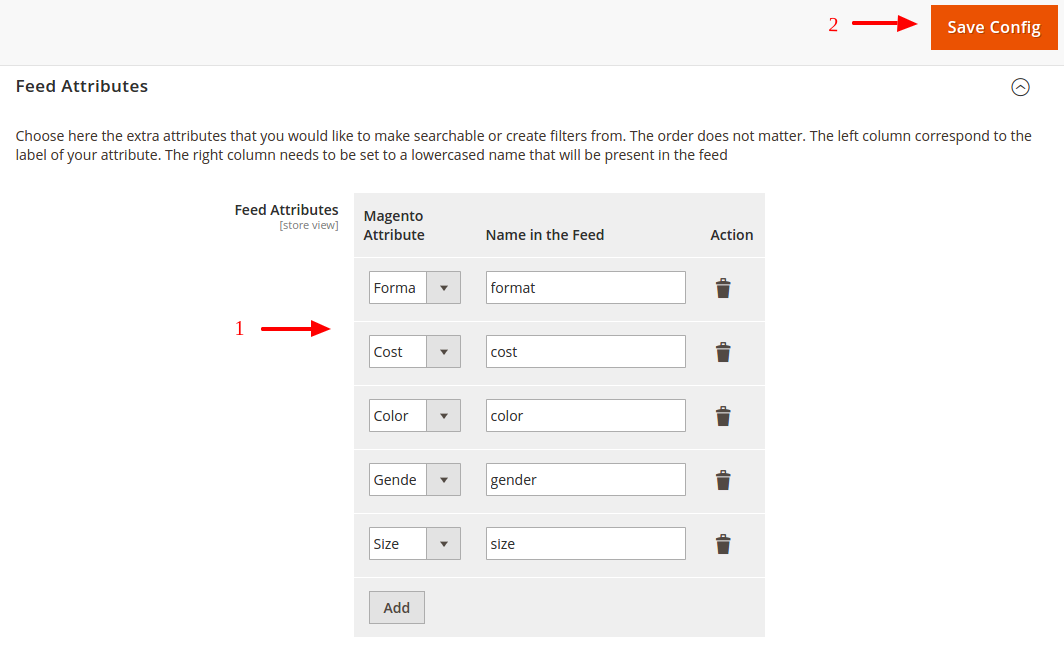 2
Save Config
Feed Attributes
Choose here the extra attributes that you would like to make searchable or create filters from. The order does not matter. The left column correspond to the
label of your attribute. The right column needs to be set to a lowercased name that will be present in the feed
Feed Attributes
[store view]
Magento
Attribute
Name in the Feed
Action
Forma
format
1
Cost
cost
Color
color
Gende
gender
Size
size
Add